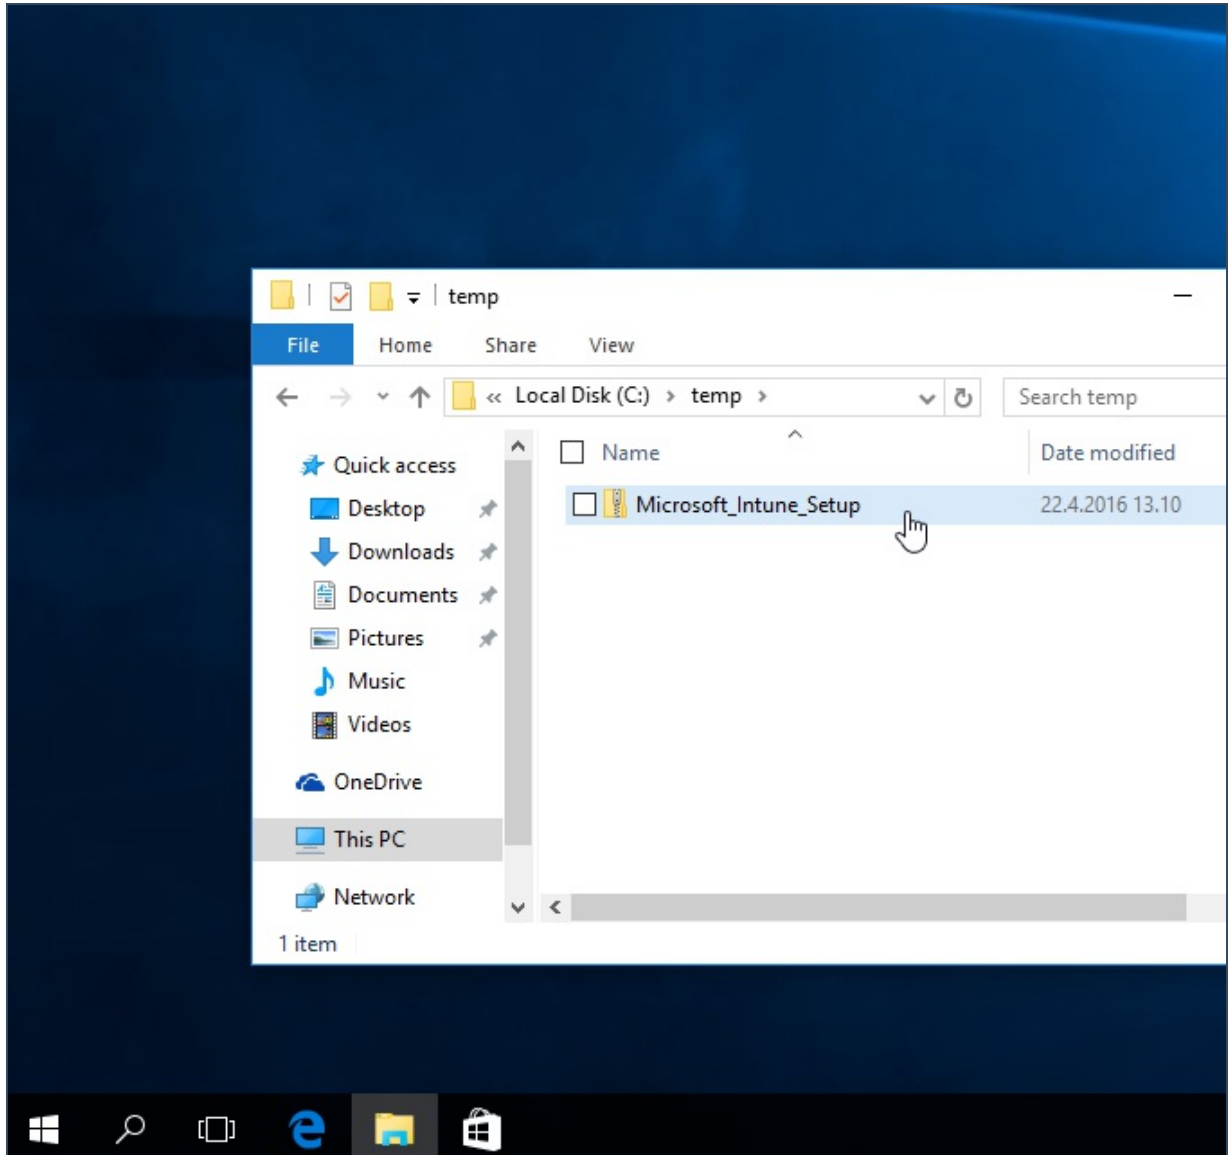 temp
File Home Share View
« Local Disk (C:) › temp › Search temp
Name Date modified
Quick access
Microsoft_Intune_Setup 22.4.2016 13.10
Desktop
Downloads
Documents
Pictures
Music
Videos
OneDrive
This PC
Network
1 item